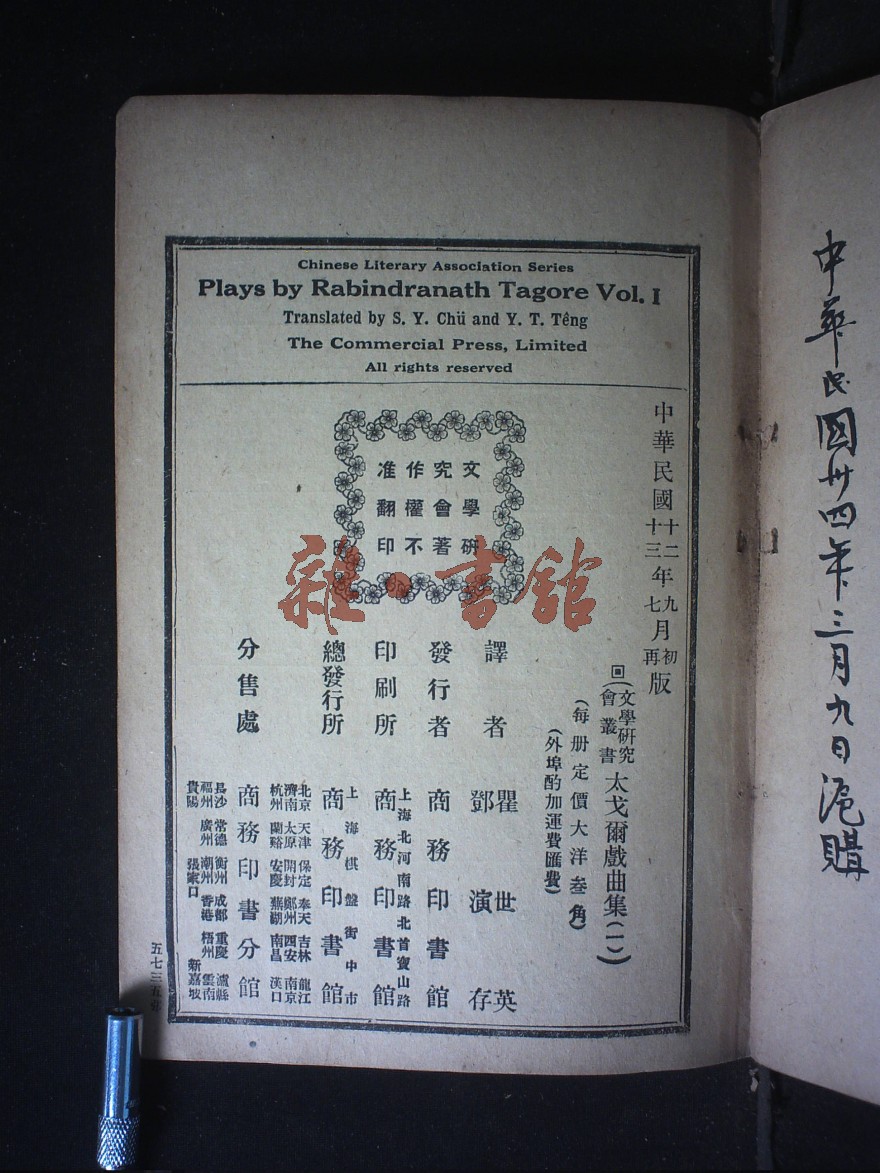 Chinese Literary Association Series
Plays by Rabindranath Tagore Vol. I
Translated by S. Y. Chü and Y. T. Têng
The Commercial Press, Limited
All rights reserved
中華民國十二年九月初版
十三年七月再版
文學研
究會著
作權不
准翻印
(文學研究會叢書)太戈爾戲曲集(一)
(每冊定價大洋叁角)
(外埠酌加運費匯費)
譯者 瞿世英
鄧演存
發行者 商務印書館
印刷所 上海北河南路北首寶山路
商務印書館
總發行所 上海棋盤街中市
商務印書館
分售處 商務印書分館
北京 天津 保定 奉天 吉林 龍江
濟南 太原 開封 鄭州 西安 南京
杭州 蘭谿 安慶 蕪湖 南昌 漢口
長沙 常德 衡州 成都 重慶 瀘縣
福州 廣州 潮州 香港 梧州 雲南
貴陽 張家口 新嘉坡
雜·書館
中華民國卅四年三月九日滬購